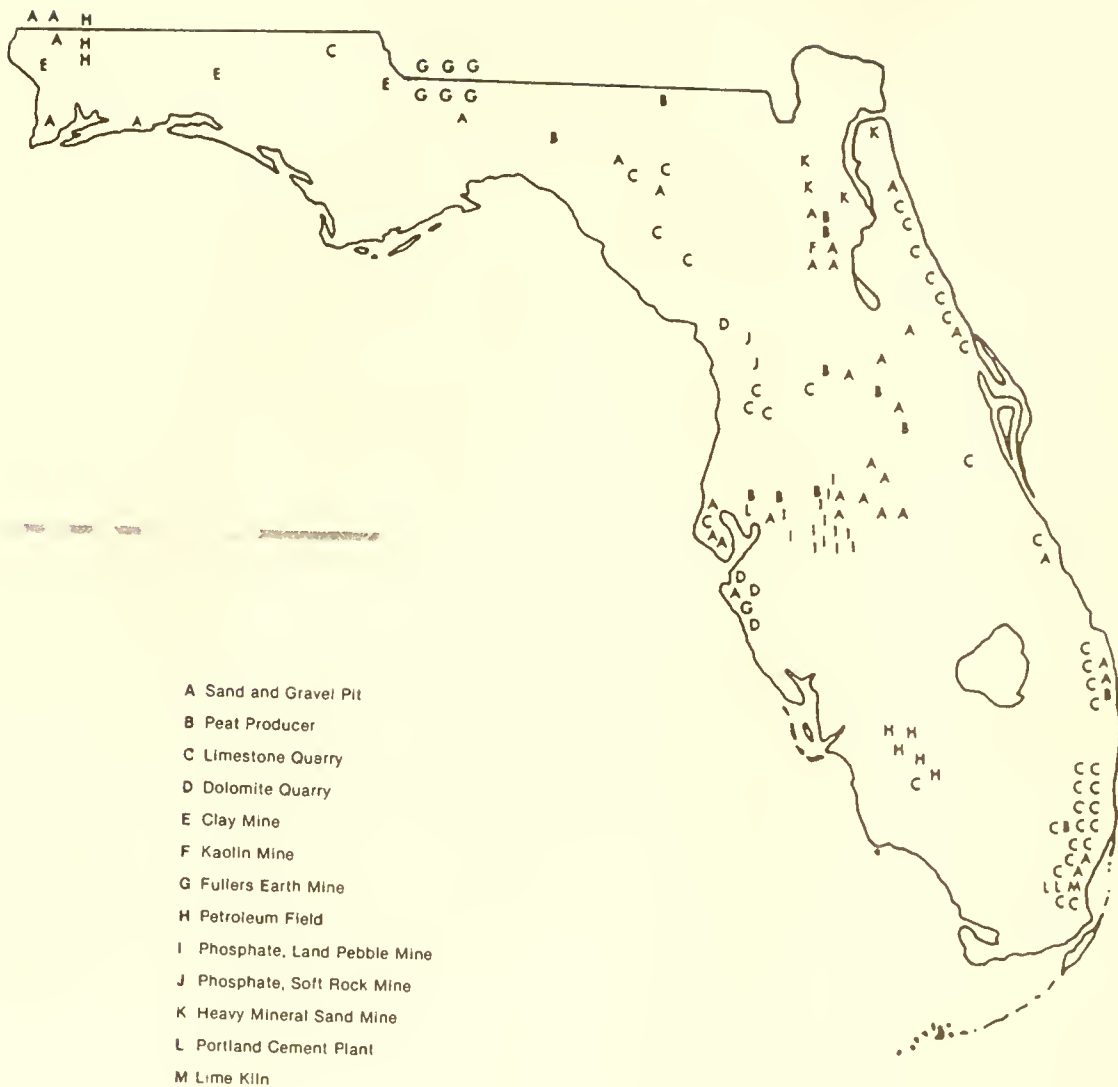 A A H
A H C
E H
E E G G G
G G G B
A A A B K
A C K
C
A K K A
A B C
C B C
F A C
C A A C
C
C
D A C
J A C
J A
B A
C C B
C C A
B
A C
I A
B B B I A A
A L I
C A I A A A
A A I I I I I C
I I I I A
D
A D
G
D
C
C A
C A
C B
C
H H
H
H C C
H C C
C C C
C B C C
C C
C A
C A
L L M
C C
A Sand and Gravel Pit
B Peat Producer
C Limestone Quarry
D Dolomite Quarry
E Clay Mine
F Kaolin Mine
G Fullers Earth Mine
H Petroleum Field
I Phosphate, Land Pebble Mine
J Phosphate, Soft Rock Mine
K Heavy Mineral Sand Mine
L Portland Cement Plant
M Lime Kiln